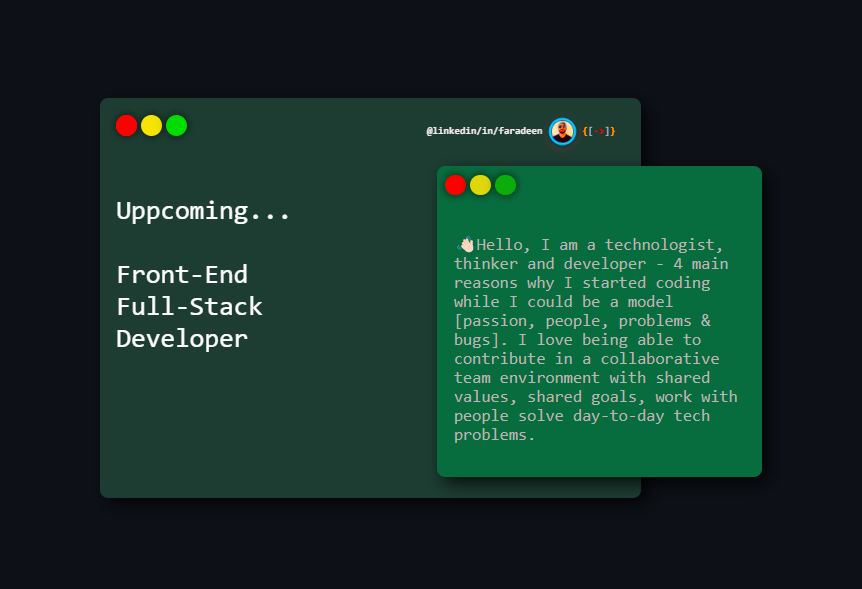 @linkedin/in/faradeen {[->]}
Uppcoming...
Front-End
Full-Stack
Developer
👋🏻Hello, I am a technologist,
thinker and developer - 4 main
reasons why I started coding
while I could be a model
[passion, people, problems &
bugs]. I love being able to
contribute in a collaborative
team environment with shared
values, shared goals, work with
people solve day-to-day tech
problems.